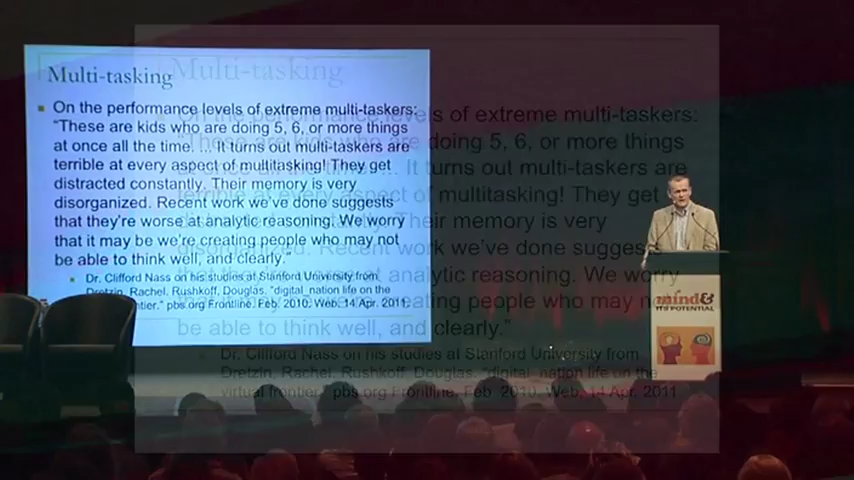 Multi-tasking
On the performance levels of extreme multi-taskers:
“These are kids who are doing 5, 6, or more things
at once all the time. ... It turns out multi-taskers are
terrible at every aspect of multitasking! They get
distracted constantly. Their memory is very
disorganized. Recent work we’ve done suggests
that they’re worse at analytic reasoning. We worry
that it may be we’re creating people who may not
be able to think well, and clearly.”
Dr. Clifford Nass on his studies at Stanford University from
Dretzin, Rachel. Rushkoff, Douglas. “digital_nation life on the
virtual frontier.” pbs.org Frontline. Feb. 2010. Web. 14 Apr. 2011
mind&
ITS POTENTIAL